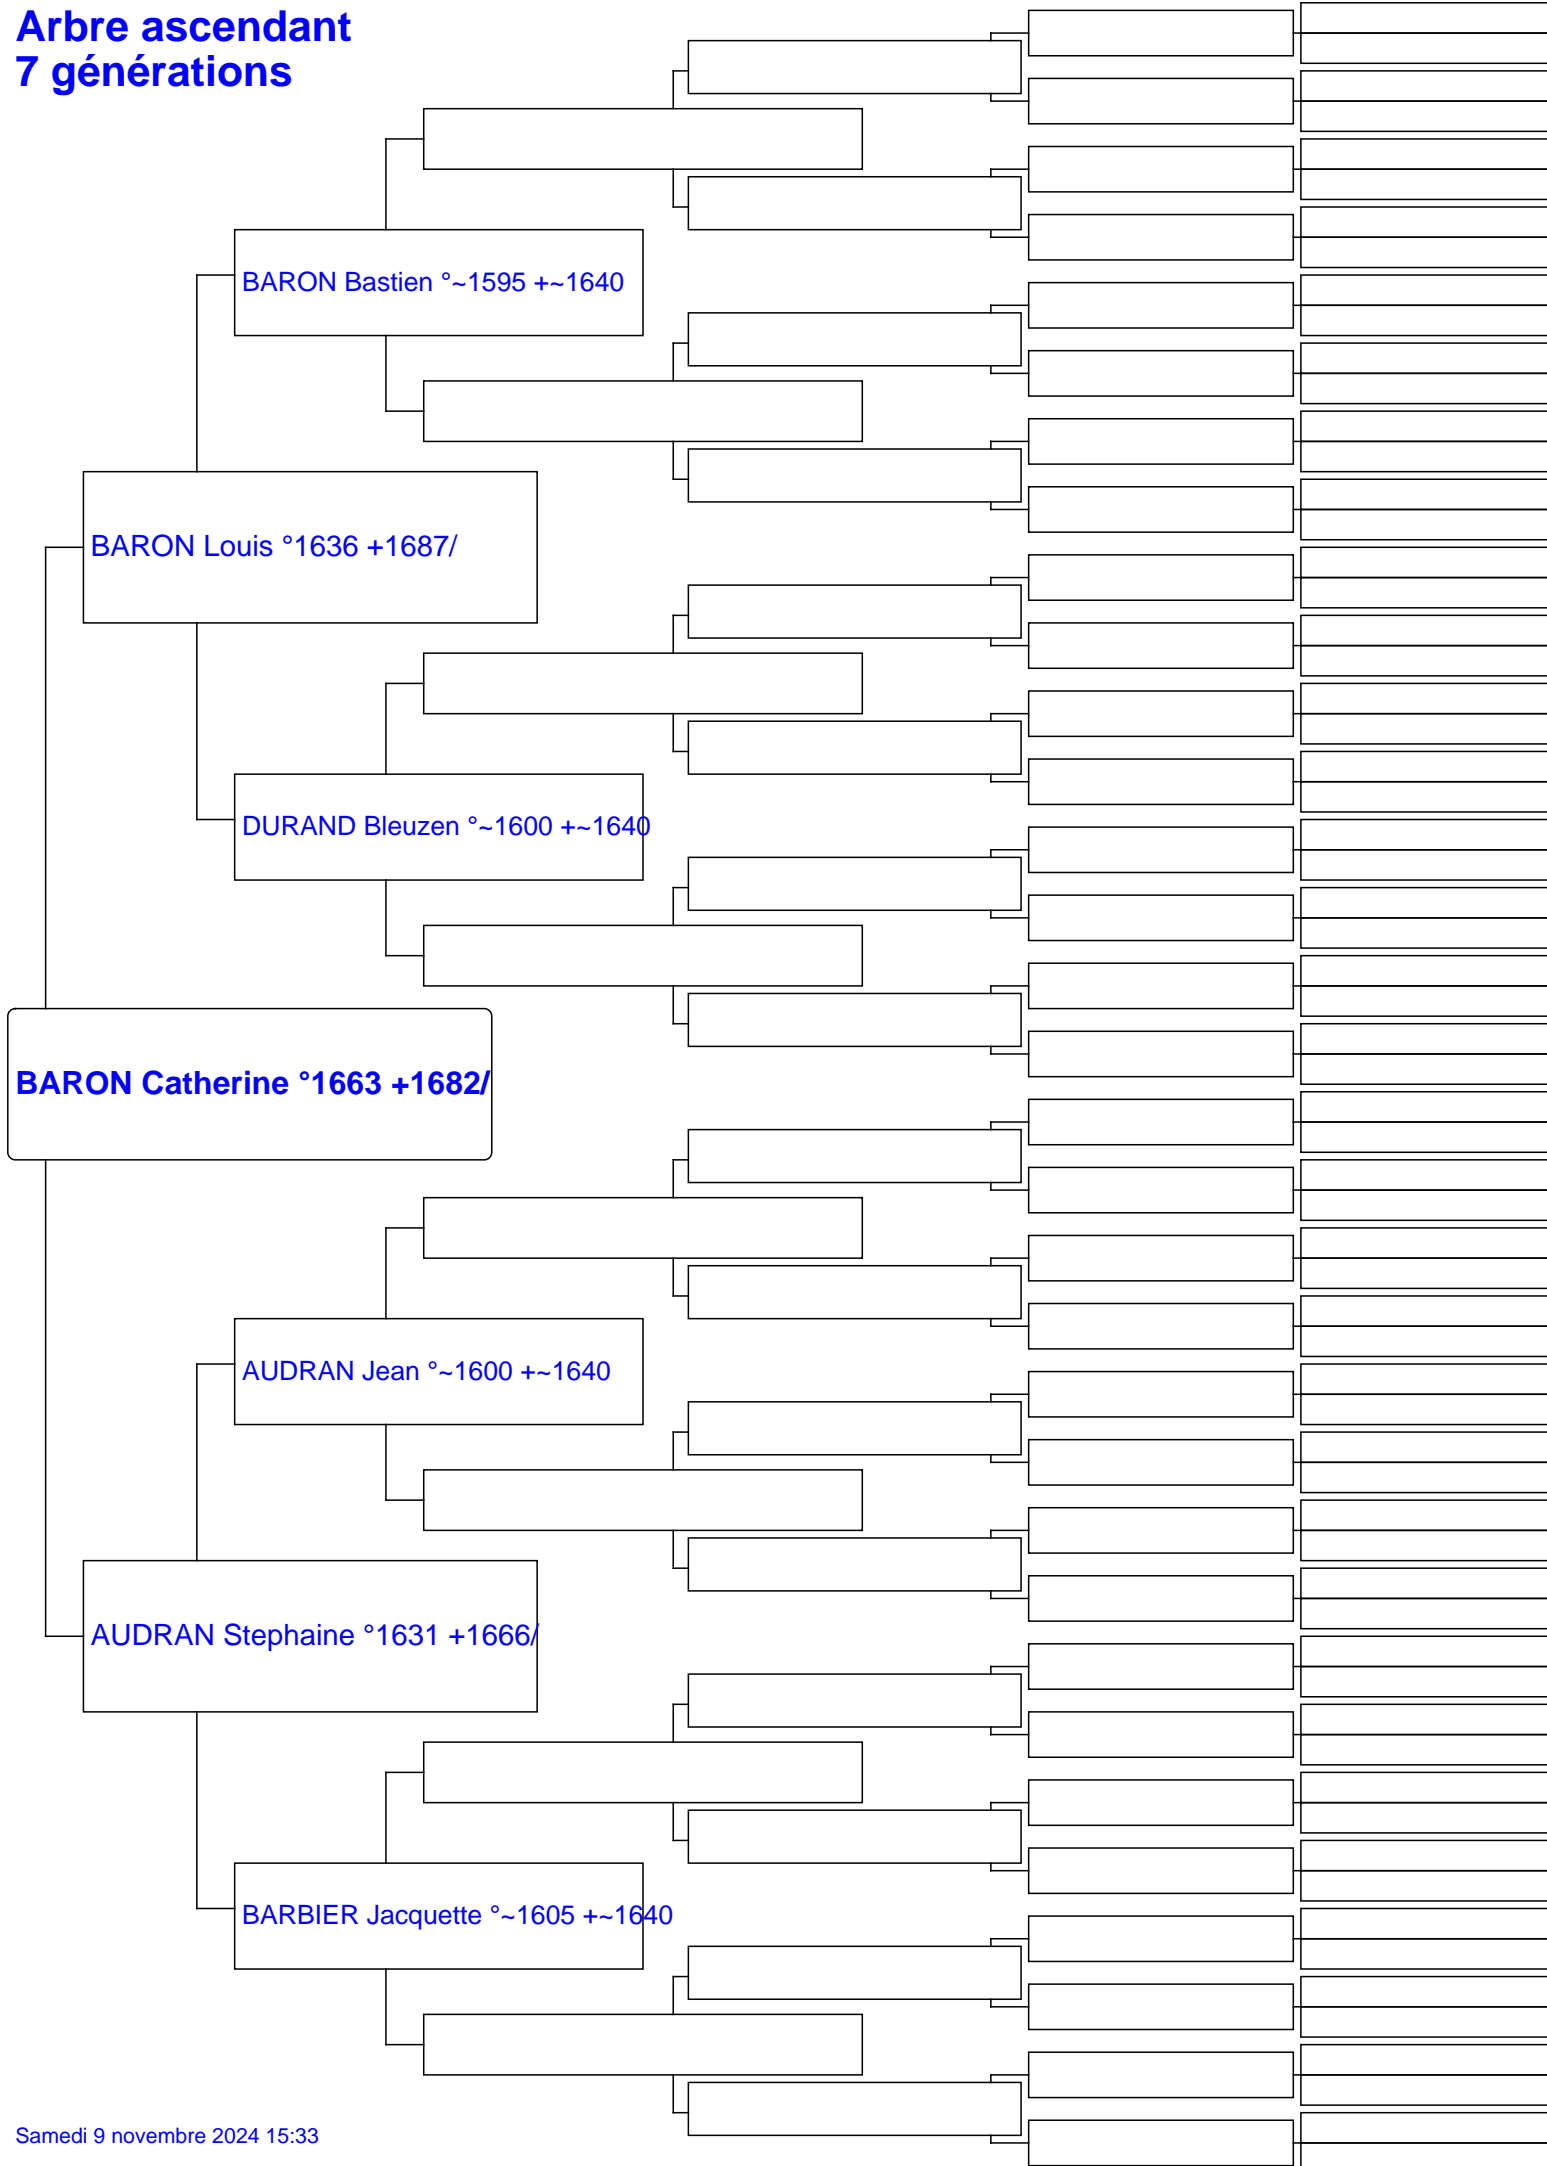 Arbre ascendant
7 générations
BARON Bastien °~1595 +~1640
BARON Louis °1636 +1687/
DURAND Bleuzen °~1600 +~1640
BARON Catherine °1663 +1682/
AUDRAN Jean °~1600 +~1640
AUDRAN Stephaine °1631 +1666/
BARBIER Jacquette °~1605 +~1640
Samedi 9 novembre 2024 15:33